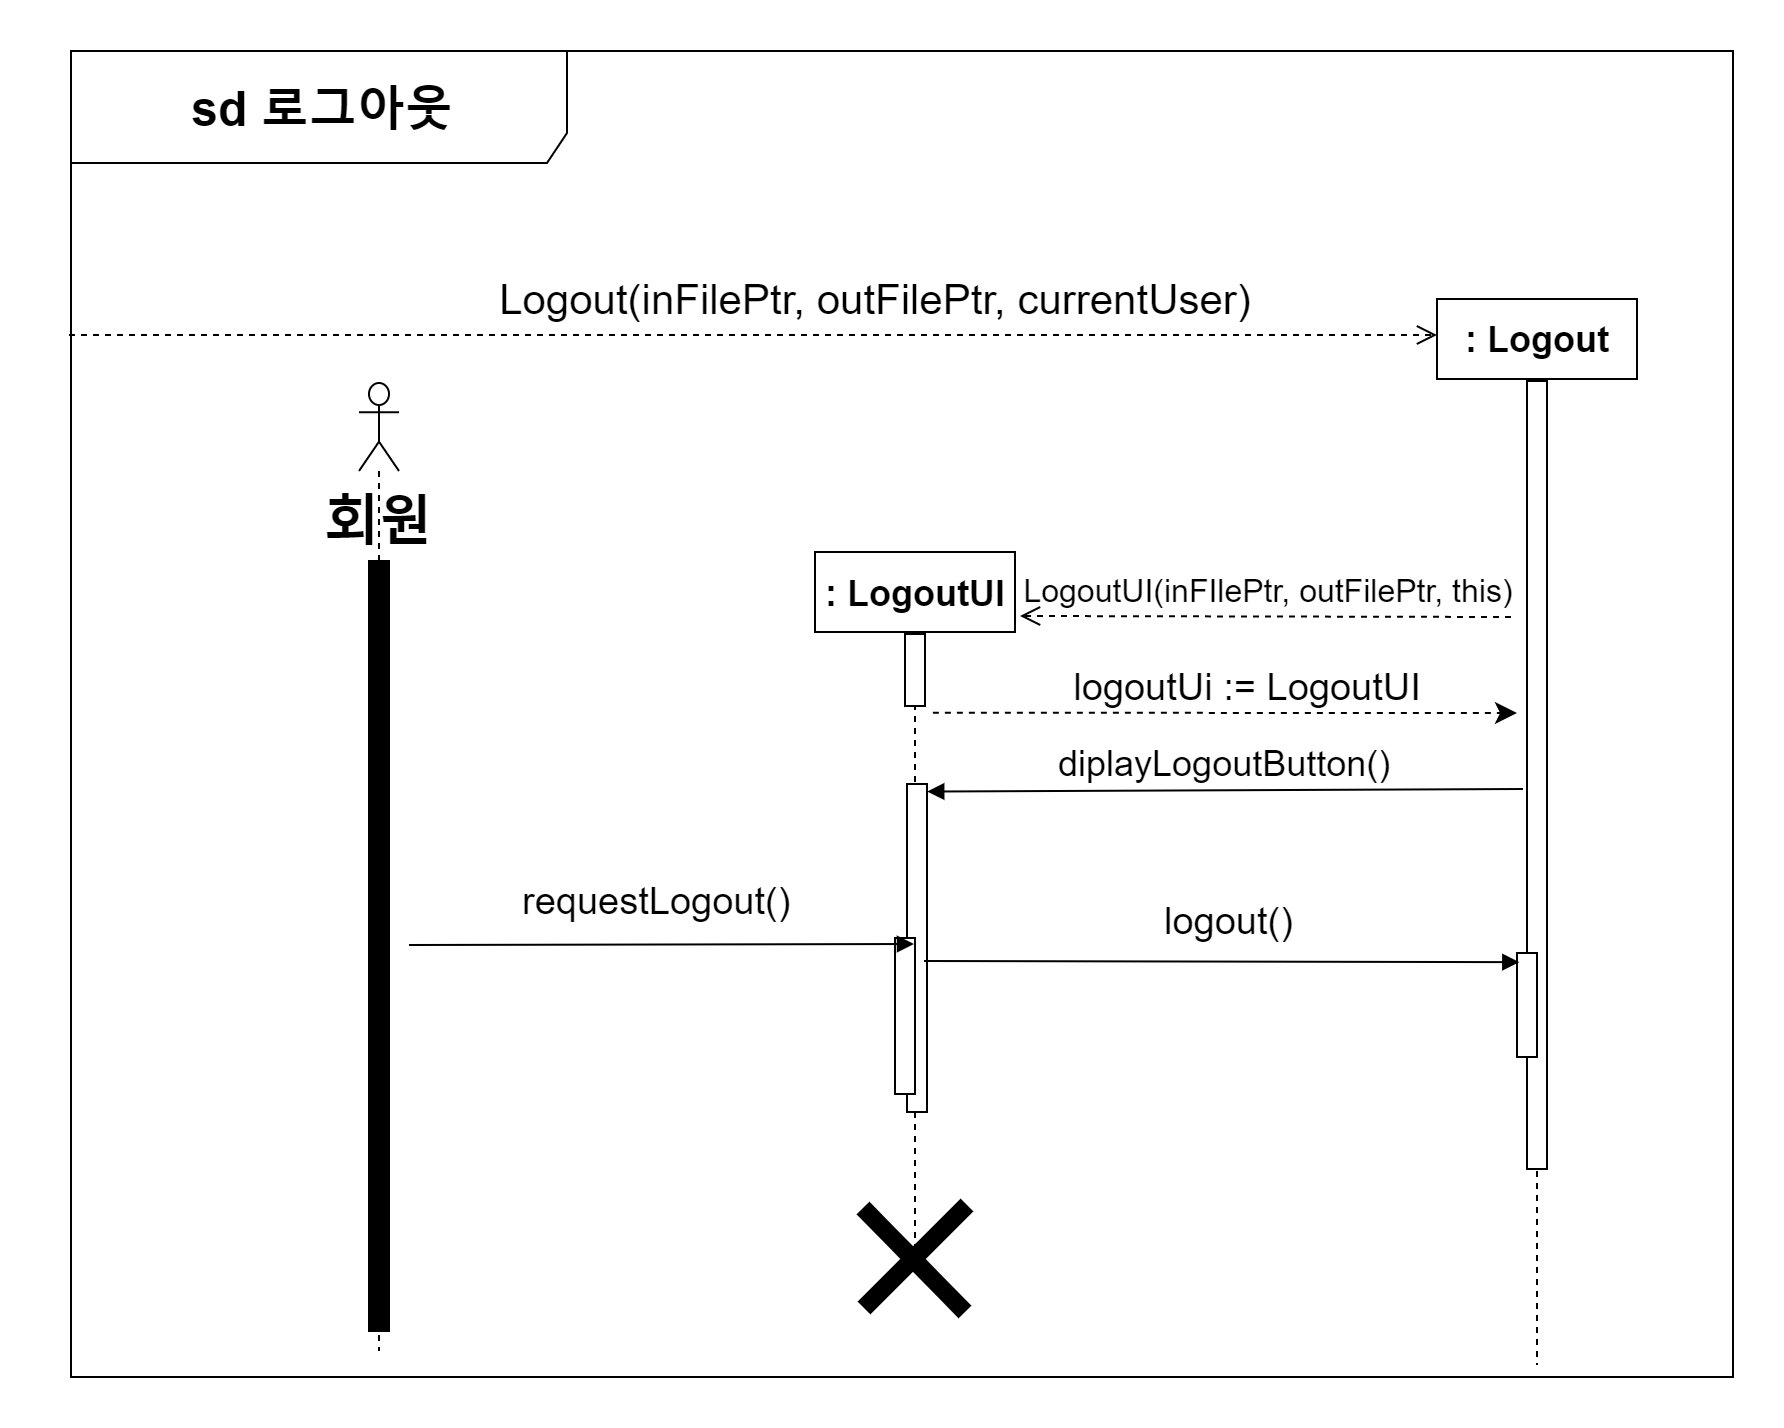 sd 로그아웃
Logout(inFilePtr, outFilePtr, currentUser)
: Logout
회원
: LogoutUI
LogoutUI(inFIlePtr, outFilePtr, this)
logoutUi := LogoutUI
diplayLogoutButton()
requestLogout()
logout()